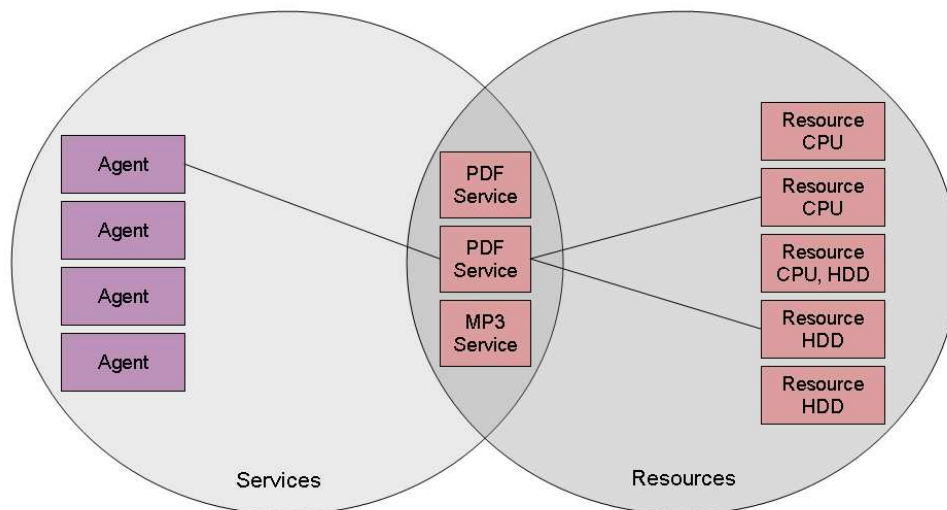 Agent
Agent
Agent
Agent
PDF
Service
PDF
Service
MP3
Service
Resource
CPU
Resource
CPU
Resource
CPU, HDD
Resource
HDD
Resource
HDD
Services
Resources